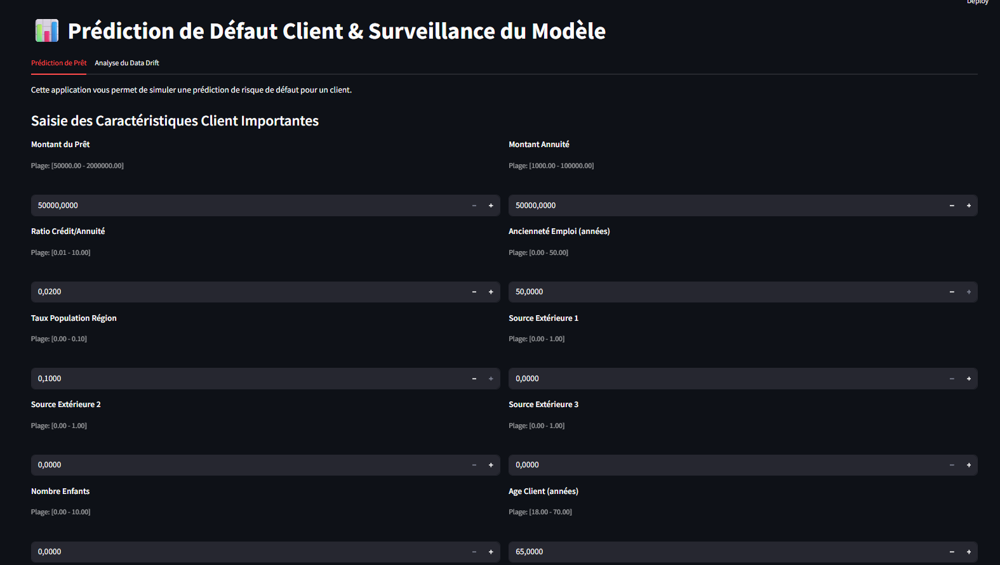 Deploy
Prédiction de Défaut Client & Surveillance du Modèle
Prédiction de Prêt
Analyse du Data Drift
Cette application vous permet de simuler une prédiction de risque de défaut pour un client.
Saisie des Caractéristiques Client Importantes
Montant du Prêt
Plage: [50000.00 - 2000000.00]
50000,0000
Montant Annuité
Plage: [1000.00 - 100000.00]
50000,0000
Ratio Crédit/Annuité
Plage: [0.01 - 10.00]
0,0200
Ancienneté Emploi (années)
Plage: [0.00 - 50.00]
50,0000
Taux Population Région
Plage: [0.00 - 0.10]
0,1000
Source Extérieure 1
Plage: [0.00 - 1.00]
0,0000
Source Extérieure 2
Plage: [0.00 - 1.00]
0,0000
Source Extérieure 3
Plage: [0.00 - 1.00]
0,0000
Nombre Enfants
Plage: [0.00 - 10.00]
0,0000
Age Client (années)
Plage: [18.00 - 70.00]
65,0000